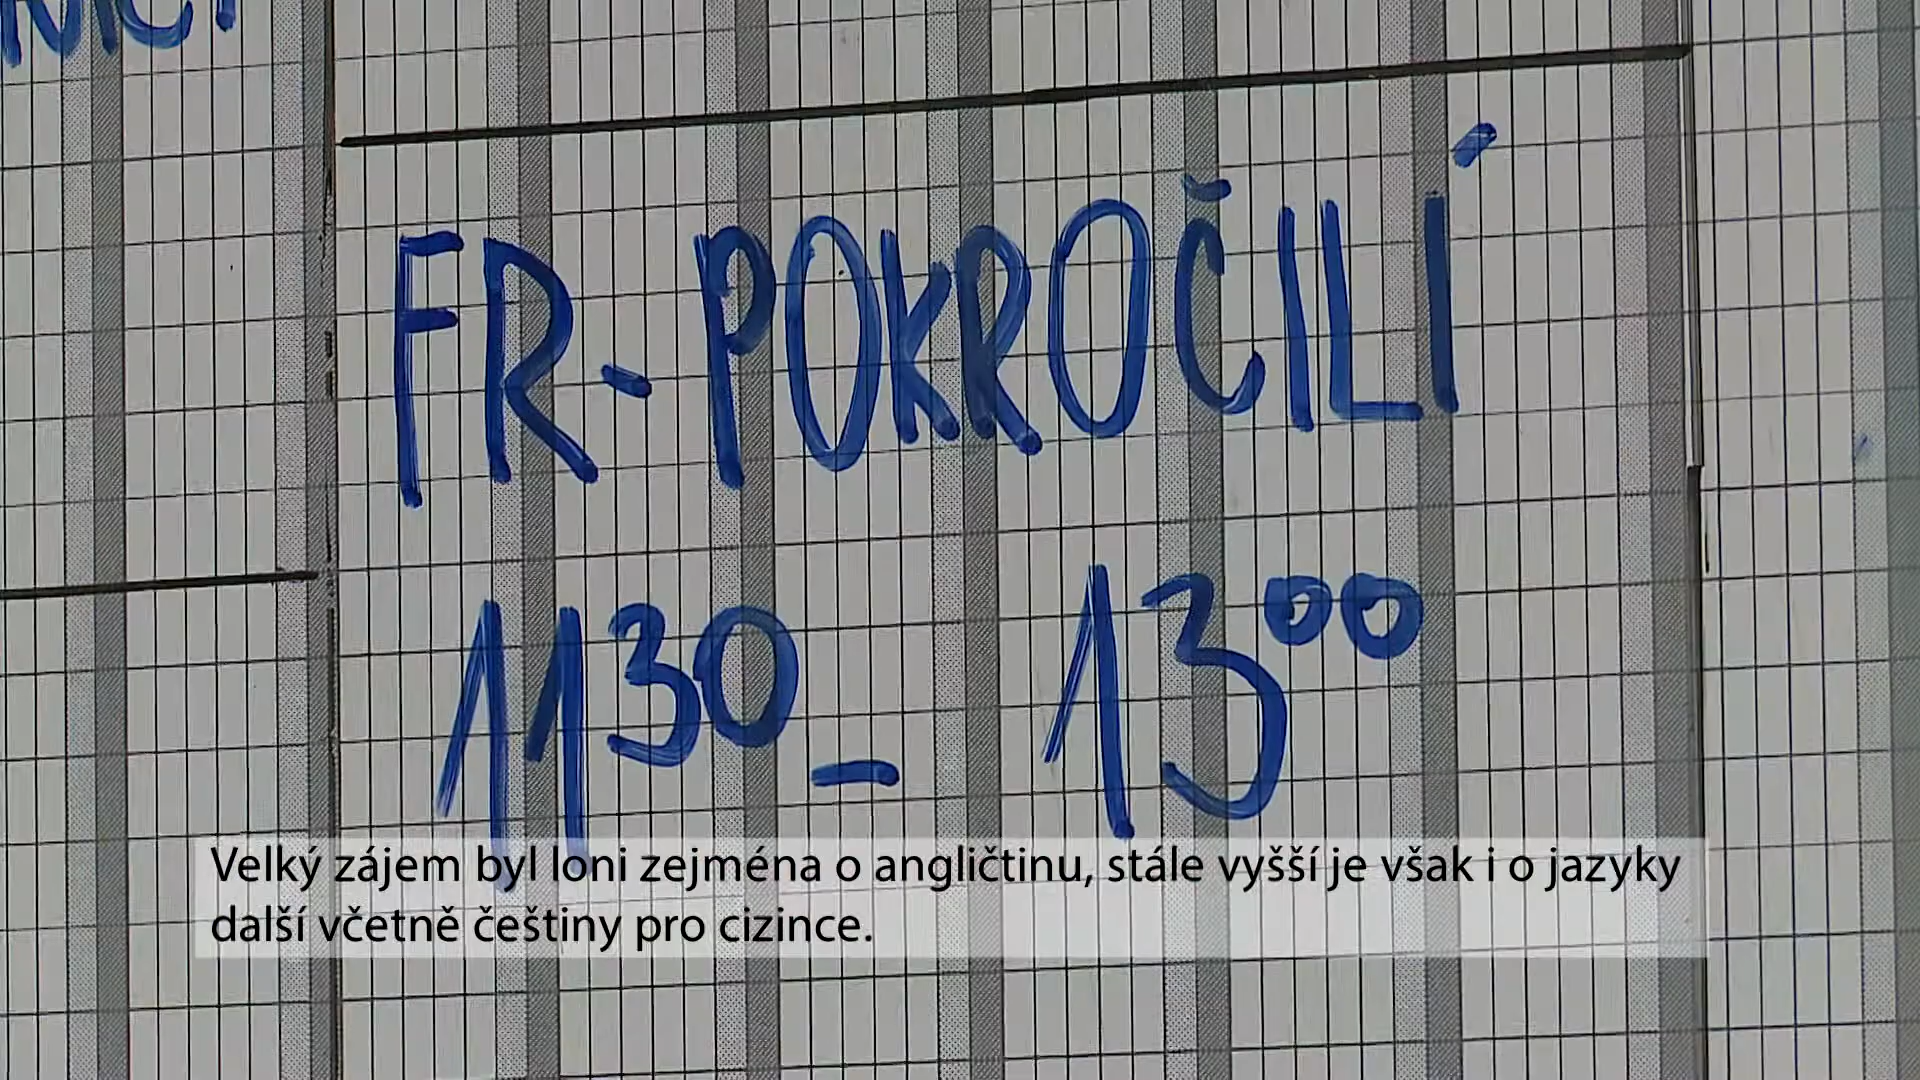 FR-POKROČILÍ
11³⁰ – 13⁰⁰
Velký zájem byl loni zejména o angličtinu, stále vyšší je však i o jazyky
další včetně češtiny pro cizince.